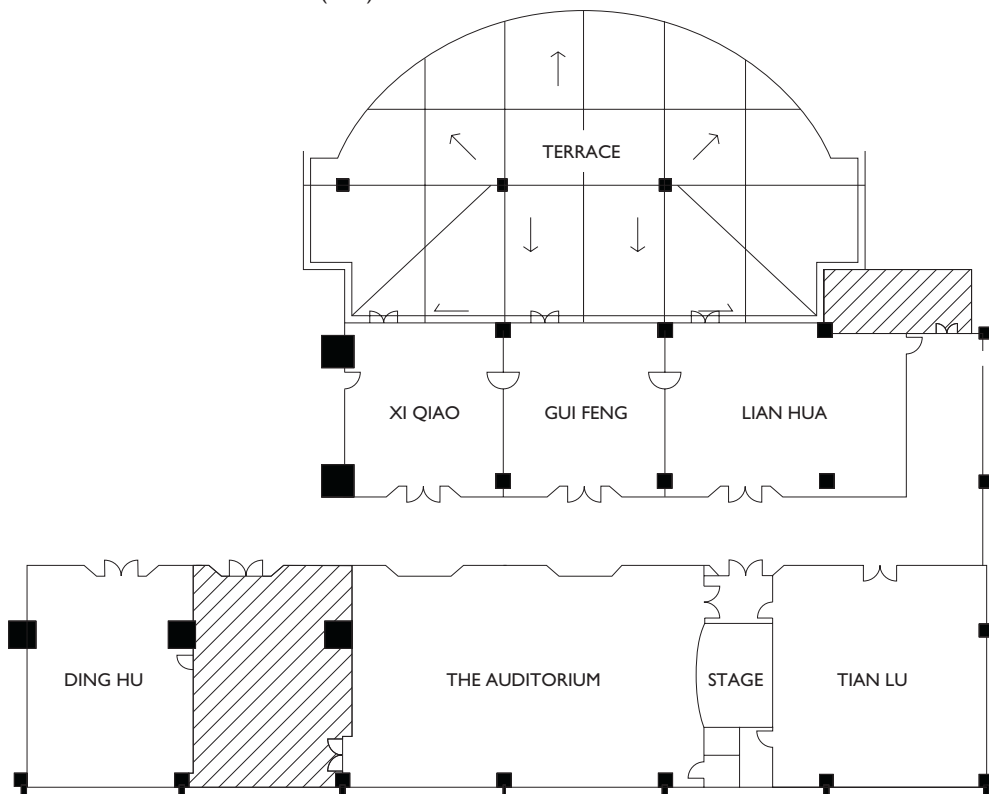 TERRACE
XI QIAO
GUI FENG
LIAN HUA
DING HU
THE AUDITORIUM
STAGE
TIAN LU